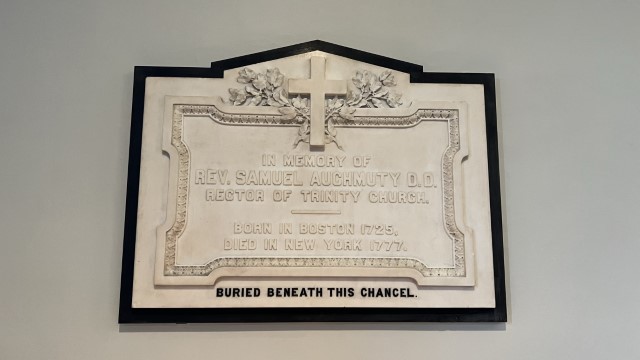 IN MEMORY OF
REV. SAMUEL AUCHMUTY D.D.
RECTOR OF TRINITY CHURCH.
BORN IN BOSTON 1725,
DIED IN NEW YORK 1777.
BURIED BENEATH THIS CHANCEL.